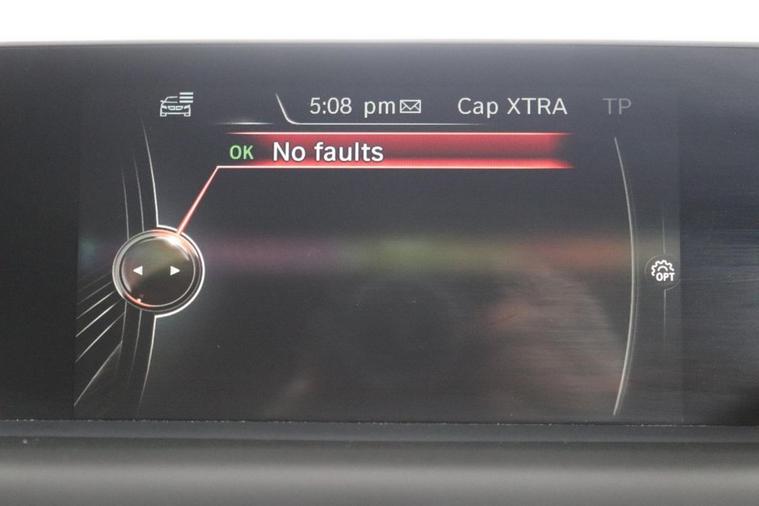 5:08 pm Cap XTRA TP
OK No faults
OPT